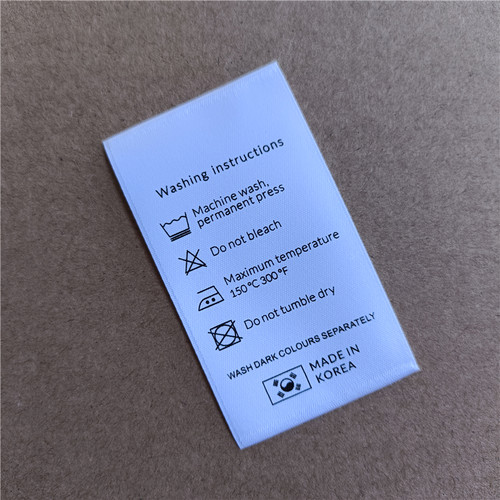 Washing instructions
Machine wash,
permanent press
Do not bleach
Maximum temperature
150°C 300°F
Do not tumble dry
WASH DARK COLOURS SEPARATELY
MADE IN
KOREA